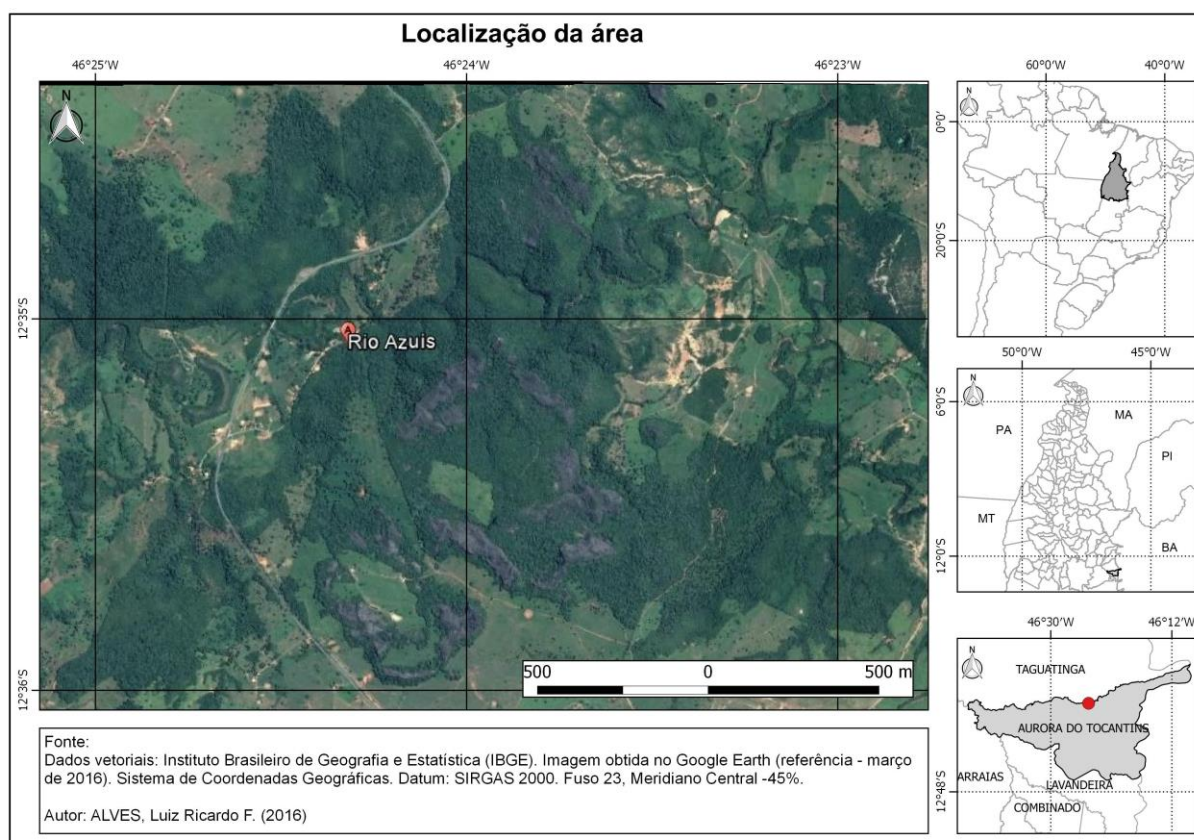 Localização da área
46°25'W
46°24'W
46°23'W
N
12°35'S
12°36'S
A
Rio Azuis
500
0
500 m
60°0'W
40°0'W
N
0°0'
20°0'S
50°0'W
45°0'W
N
6°0'S
12°0'S
PA
MA
PI
MT
BA
46°30'W
46°12'W
N
12°48'S
TAGUATINGA
AURORA DO TOCANTINS
ARRAIAS
LAVANDEIRA
COMBINADO
Fonte:
Dados vetoriais: Instituto Brasileiro de Geografia e Estatística (IBGE). Imagem obtida no Google Earth (referência - março
de 2016). Sistema de Coordenadas Geográficas. Datum: SIRGAS 2000. Fuso 23, Meridiano Central -45%.
Autor: ALVES, Luiz Ricardo F. (2016)